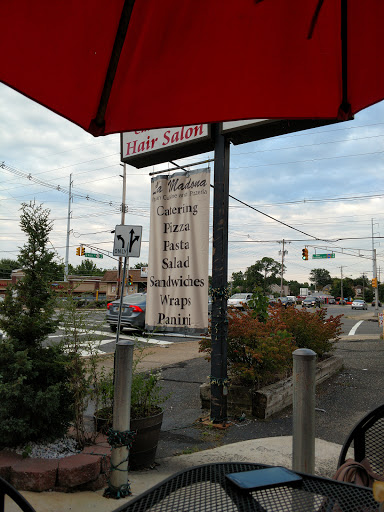 Hair Salon
La Madona
Catering
Pizza
Pasta
Salad
Sandwiches
Wraps
Panini